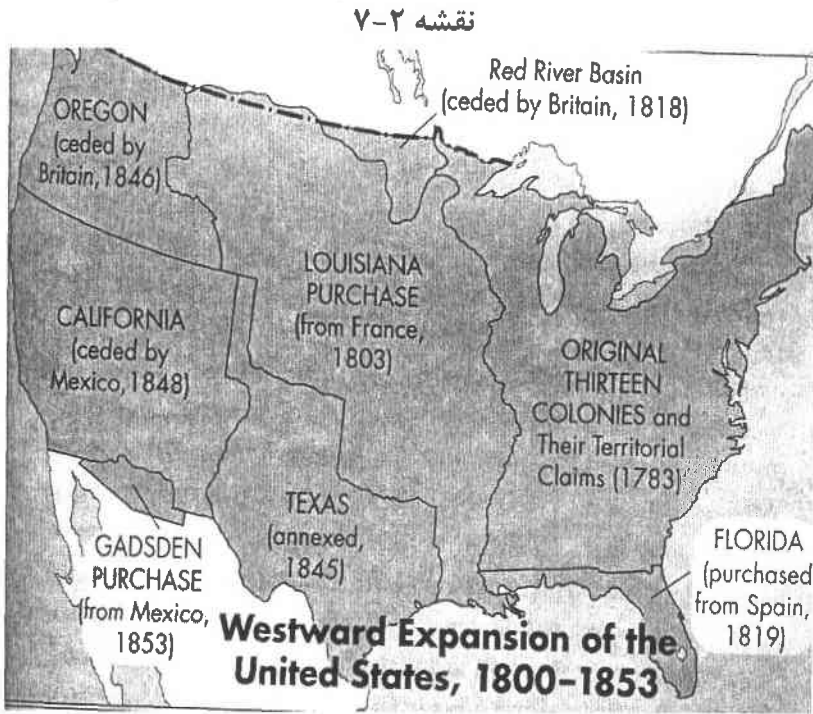 نقشه ۲-۷
Red River Basin
(ceded by Britain, 1818)
OREGON
(ceded by
Britain, 1846)
LOUISIANA
PURCHASE
(from France,
1803)
CALIFORNIA
(ceded by
Mexico, 1848)
ORIGINAL
THIRTEEN
COLONIES and
Their Territorial
Claims (1783)
TEXAS
(annexed,
1845)
GADSDEN
PURCHASE
(from Mexico,
1853)
FLORIDA
(purchased
from Spain,
1819)
Westward Expansion of the
United States, 1800–1853